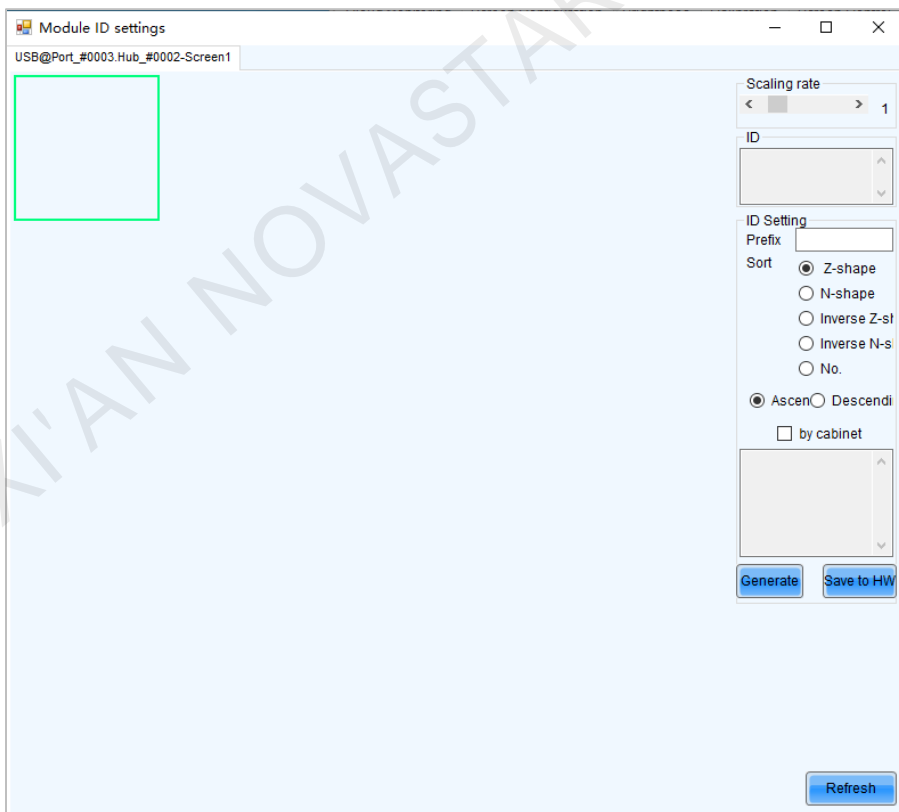 Module ID settings
USB@Port_#0003.Hub_#0002-Screen1
Scaling rate
1
ID
ID Setting
Prefix
Sort
Z-shape
N-shape
Inverse Z-sh
Inverse N-s
No.
Ascen
Descendi
by cabinet
Generate
Save to HW
Refresh
XI'AN NOVASTAR